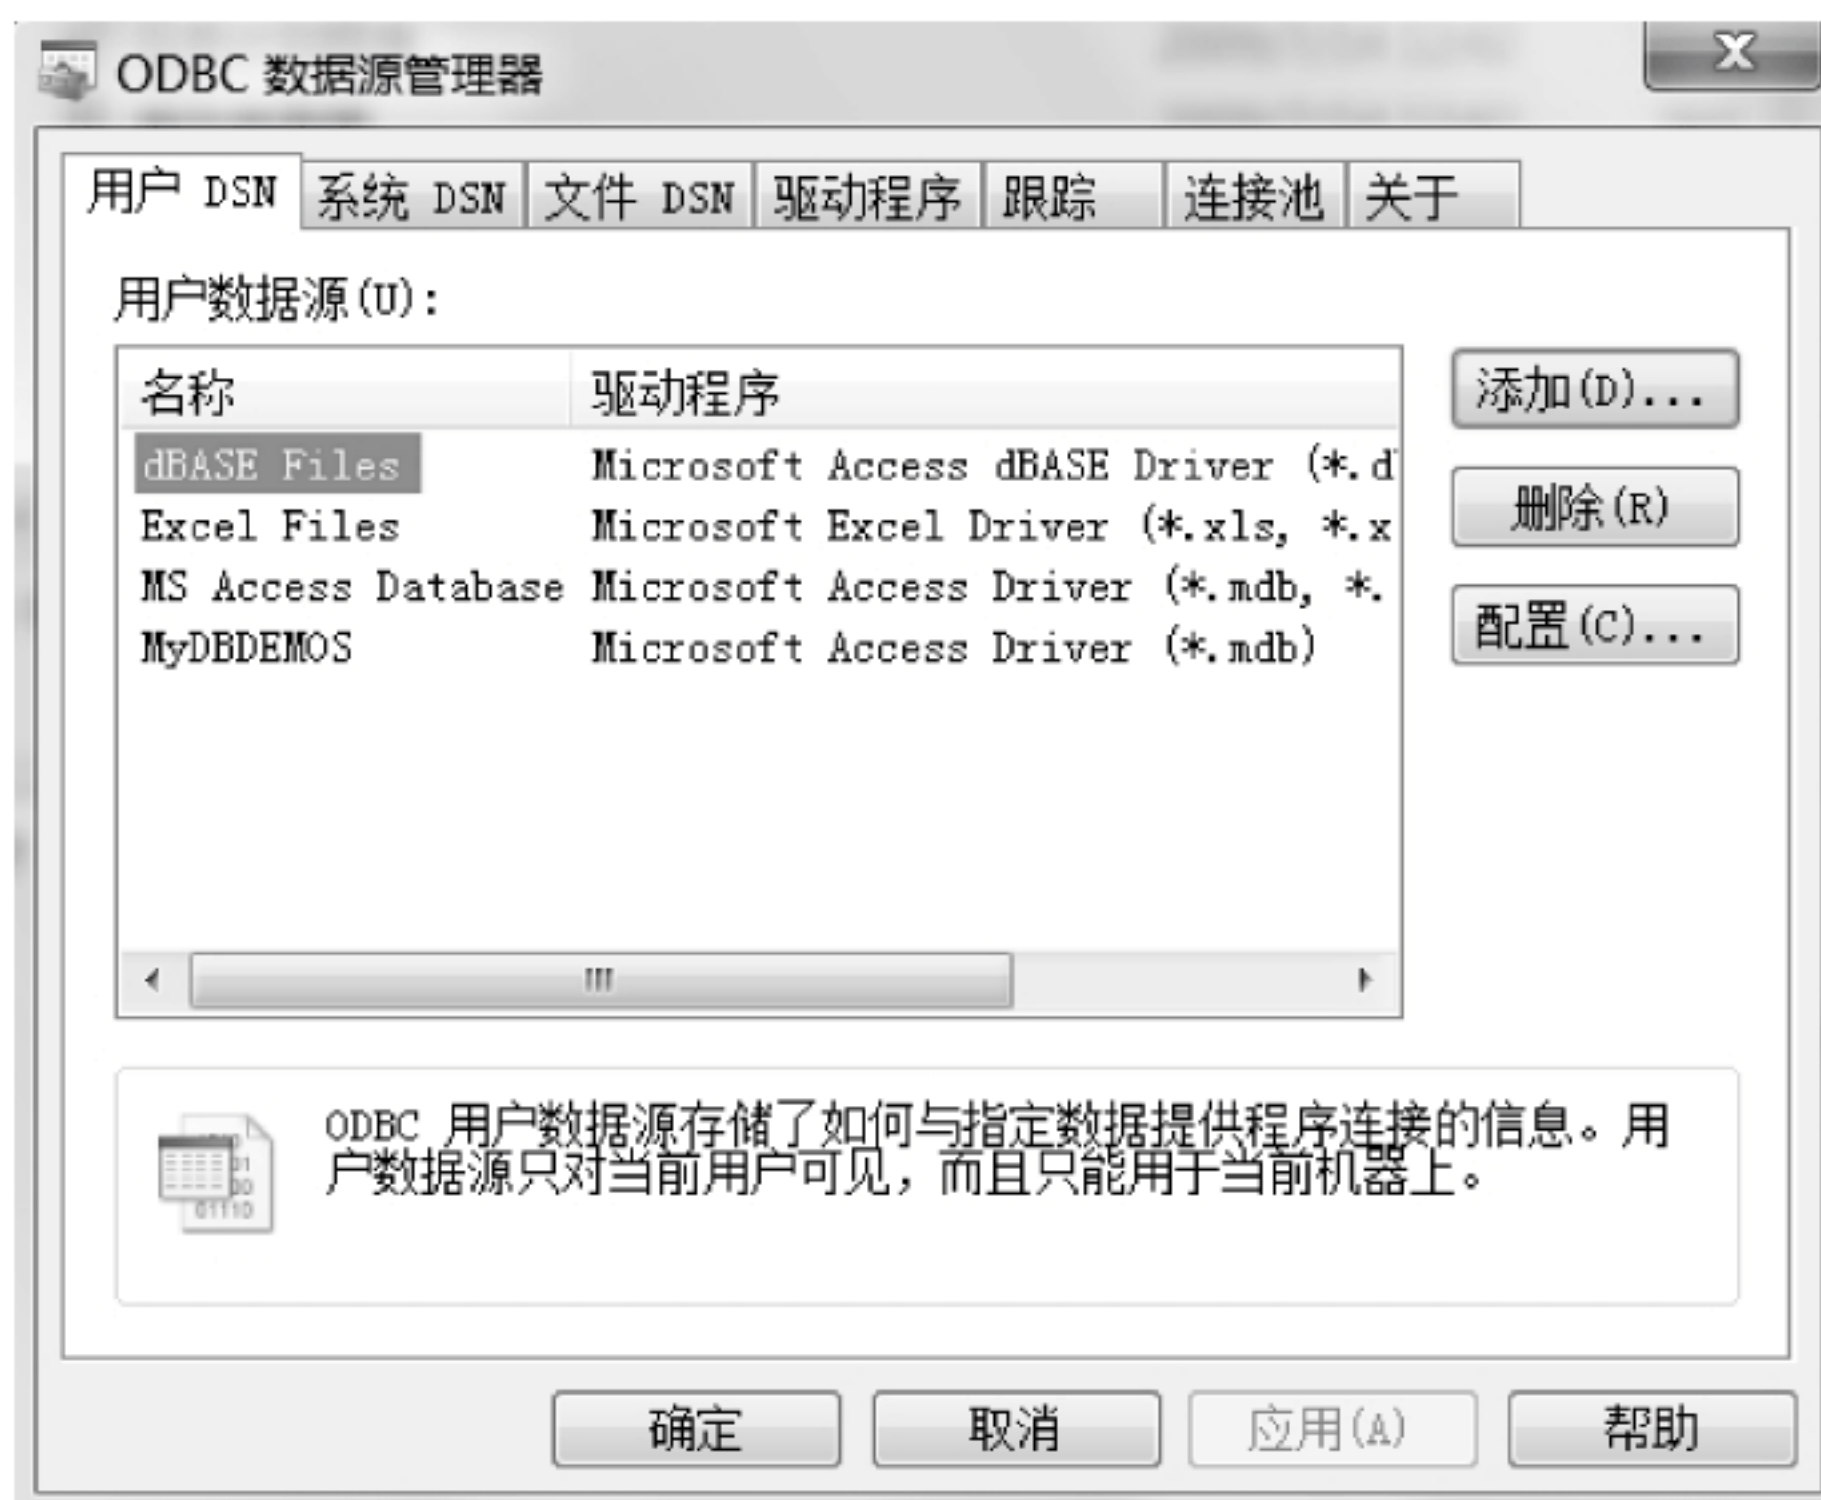 ODBC 数据源管理器
用户 DSN 系统 DSN 文件 DSN 驱动程序 跟踪 连接池 关于
用户数据源(U):
名称 驱动程序
添加(D)...
dBASE Files Microsoft Access dBASE Driver (*.d
Excel Files Microsoft Excel Driver (*.xls, *.x
删除(R)
MS Access Database Microsoft Access Driver (*.mdb, *.
MyDBDEMOS Microsoft Access Driver (*.mdb)
配置(C)...
ODBC 用户数据源存储了如何与指定数据提供程序连接的信息。用
户数据源只对当前用户可见，而且只能用于当前机器上。
确定 取消 应用(A) 帮助